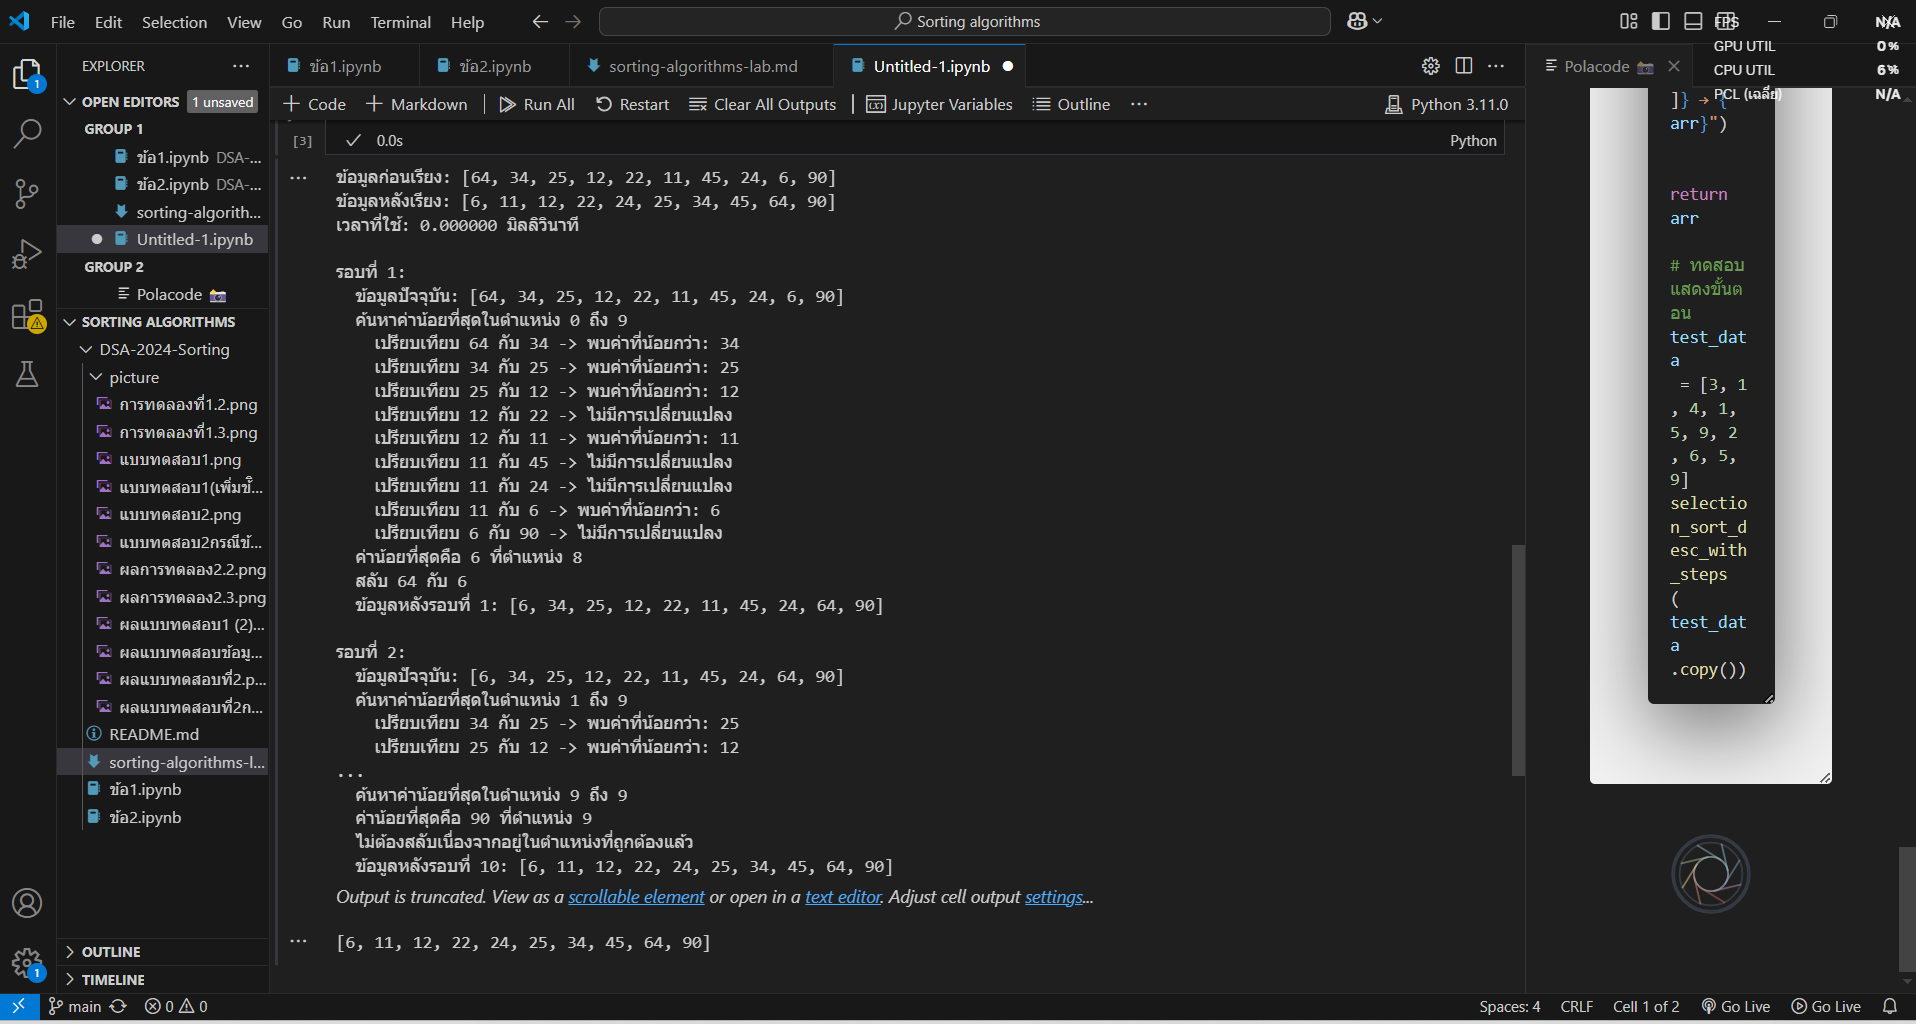 File Edit Selection View Go Run Terminal Help
Sorting algorithms
FPS N/A
GPU UTIL 0%
CPU UTIL 6%
PCL (เฉลี่ย) N/A
EXPLORER
OPEN EDITORS 1 unsaved
GROUP 1
ข้อ1.ipynb DSA-...
ข้อ2.ipynb DSA-...
sorting-algorith...
Untitled-1.ipynb
GROUP 2
Polacode
SORTING ALGORITHMS
DSA-2024-Sorting
picture
การทดลองที่1.2.png
การทดลองที่1.3.png
แบบทดสอบ1.png
แบบทดสอบ1(เพิ่มข้...
แบบทดสอบ2.png
แบบทดสอบ2กรณีข้...
ผลการทดลอง2.2.png
ผลการทดลอง2.3.png
ผลแบบทดสอบ1 (2)...
ผลแบบทดสอบข้อมู...
ผลแบบทดสอบที่2.p...
ผลแบบทดสอบที่2ก...
README.md
sorting-algorithms-l...
ข้อ1.ipynb
ข้อ2.ipynb
OUTLINE
TIMELINE
ข้อ1.ipynb ข้อ2.ipynb sorting-algorithms-lab.md Untitled-1.ipynb
Code Markdown Run All Restart Clear All Outputs Jupyter Variables Outline ... Python 3.11.0
[3] 0.0s Python
ข้อมูลก่อนเรียง: [64, 34, 25, 12, 22, 11, 45, 24, 6, 90]
ข้อมูลหลังเรียง: [6, 11, 12, 22, 24, 25, 34, 45, 64, 90]
เวลาที่ใช้: 0.000000 มิลลิวินาที
รอบที่ 1:
ข้อมูลปัจจุบัน: [64, 34, 25, 12, 22, 11, 45, 24, 6, 90]
ค้นหาค่าน้อยที่สุดในตำแหน่ง 0 ถึง 9
เปรียบเทียบ 64 กับ 34 -> พบค่าที่น้อยกว่า: 34
เปรียบเทียบ 34 กับ 25 -> พบค่าที่น้อยกว่า: 25
เปรียบเทียบ 25 กับ 12 -> พบค่าที่น้อยกว่า: 12
เปรียบเทียบ 12 กับ 22 -> ไม่มีการเปลี่ยนแปลง
เปรียบเทียบ 12 กับ 11 -> พบค่าที่น้อยกว่า: 11
เปรียบเทียบ 11 กับ 45 -> ไม่มีการเปลี่ยนแปลง
เปรียบเทียบ 11 กับ 24 -> ไม่มีการเปลี่ยนแปลง
เปรียบเทียบ 11 กับ 6 -> พบค่าที่น้อยกว่า: 6
เปรียบเทียบ 6 กับ 90 -> ไม่มีการเปลี่ยนแปลง
ค่าน้อยที่สุดคือ 6 ที่ตำแหน่ง 8
สลับ 64 กับ 6
ข้อมูลหลังรอบที่ 1: [6, 34, 25, 12, 22, 11, 45, 24, 64, 90]
รอบที่ 2:
ข้อมูลปัจจุบัน: [6, 34, 25, 12, 22, 11, 45, 24, 64, 90]
ค้นหาค่าน้อยที่สุดในตำแหน่ง 1 ถึง 9
เปรียบเทียบ 34 กับ 25 -> พบค่าที่น้อยกว่า: 25
เปรียบเทียบ 25 กับ 12 -> พบค่าที่น้อยกว่า: 12
...
ค้นหาค่าน้อยที่สุดในตำแหน่ง 9 ถึง 9
ค่าน้อยที่สุดคือ 90 ที่ตำแหน่ง 9
ไม่ต้องสลับเนื่องจากอยู่ในตำแหน่งที่ถูกต้องแล้ว
ข้อมูลหลังรอบที่ 10: [6, 11, 12, 22, 24, 25, 34, 45, 64, 90]
Output is truncated. View as a scrollable element or open in a text editor. Adjust cell output settings...
[6, 11, 12, 22, 24, 25, 34, 45, 64, 90]
Polacode
]} → {
arr}")
return
arr
# ทดสอบ
แสดงขั้นต
อน
test_dat
a
= [3, 1
, 4, 1,
5, 9, 2
, 6, 5,
9]
selectio
n_sort_d
esc_with
_steps
(
test_dat
a
.copy())
main 0 0
Spaces: 4 CRLF Cell 1 of 2 Go Live Go Live